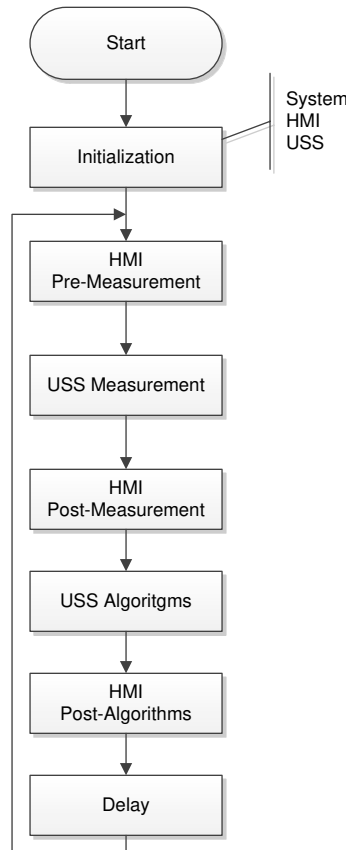 Start
System
HMI
USS
Initialization
HMI
Pre-Measurement
USS Measurement
HMI
Post-Measurement
USS Algoritgms
HMI
Post-Algorithms
Delay